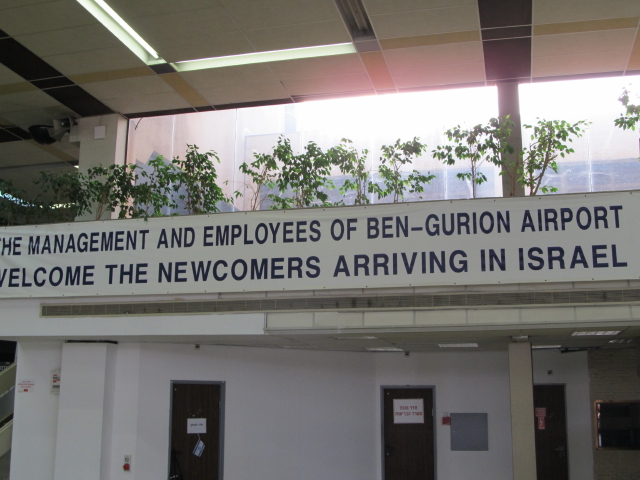 THE MANAGEMENT AND EMPLOYEES OF BEN-GURION AIRPORT
WELCOME THE NEWCOMERS ARRIVING IN ISRAEL